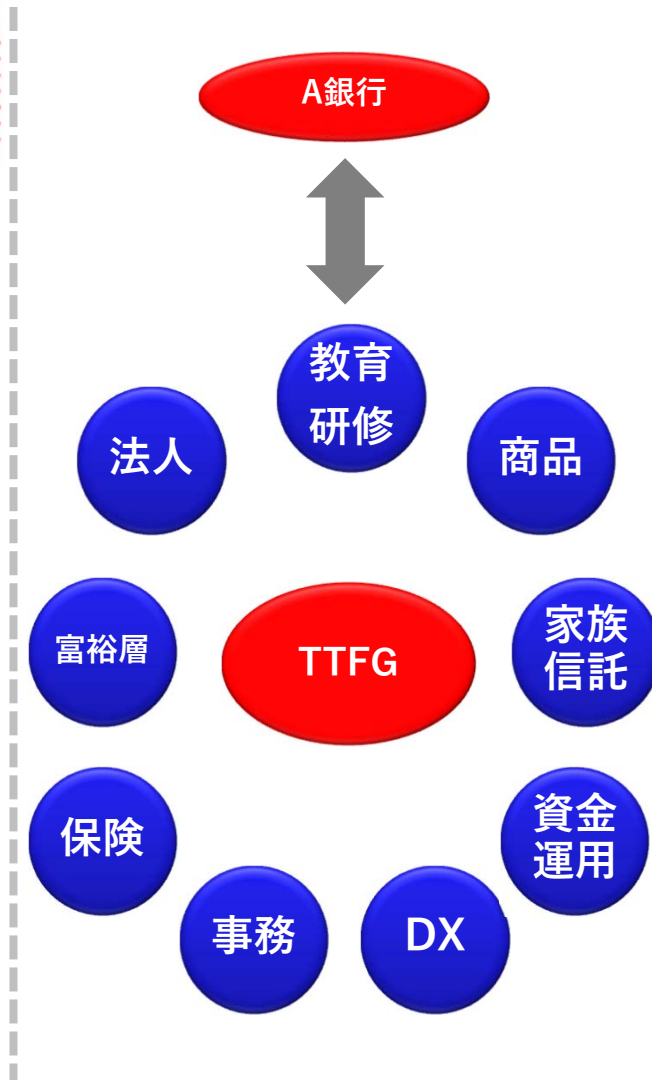 A銀行
教育
研修
法人
商品
富裕層
TTFG
家族
信託
保険
資金
運用
事務
DX